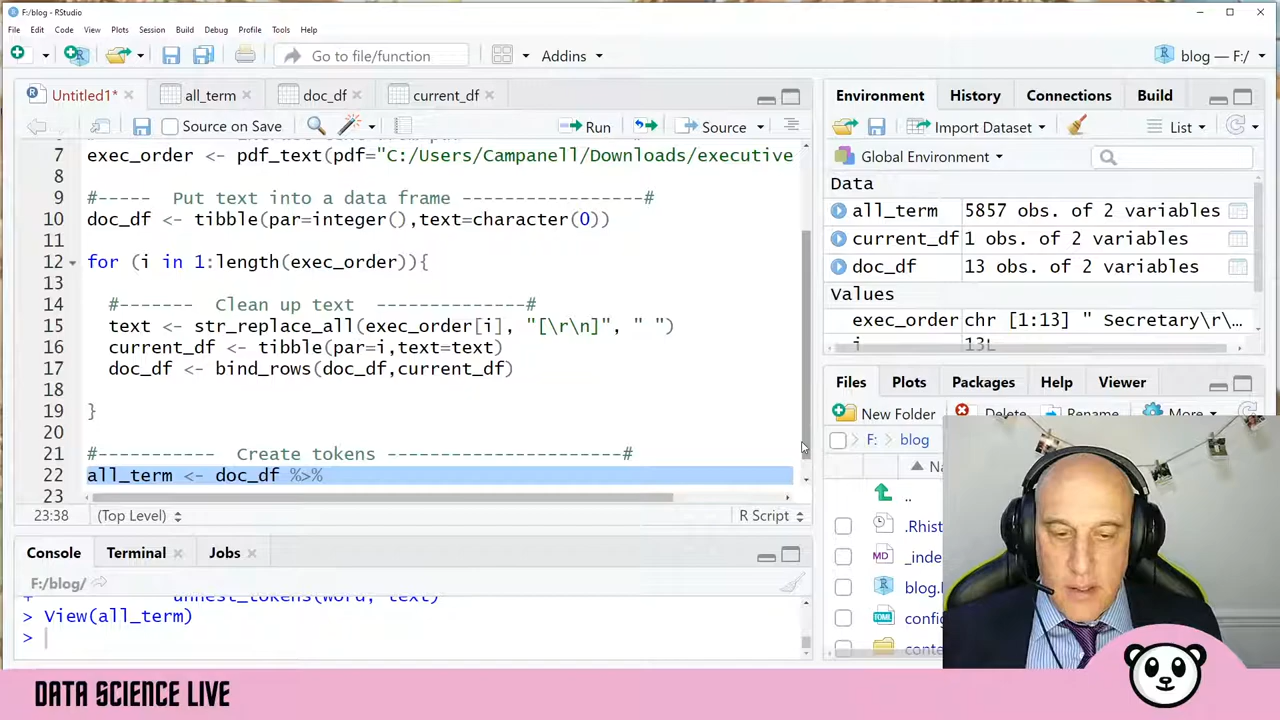 F:/blog - RStudio
File Edit Code View Plots Session Build Debug Profile Tools Help
Go to file/function Addins blog — F:/
Untitled1* all_term doc_df current_df
Source on Save Run Source
7 exec_order <- pdf_text(pdf="C:/Users/Campanell/Downloads/executive
8
9 #----- Put text into a data frame -----------------#
10 doc_df <- tibble(par=integer(),text=character(0))
11
12 for (i in 1:length(exec_order)){
13
14 #------- Clean up text --------------#
15 text <- str_replace_all(exec_order[i], "[\r\n]", " ")
16 current_df <- tibble(par=i,text=text)
17 doc_df <- bind_rows(doc_df,current_df)
18
19 }
20
21 #----------- Create tokens ----------------------#
22 all_term <- doc_df %>%
23
23:38 (Top Level) R Script
Console Terminal Jobs
F:/blog/
+ unnest_tokens(word, text)
> View(all_term)
>
Environment History Connections Build
Import Dataset List
Global Environment
Data
all_term 5857 obs. of 2 variables
current_df 1 obs. of 2 variables
doc_df 13 obs. of 2 variables
Values
exec_order chr [1:13] " Secretary\r\…
i 13L
Files Plots Packages Help Viewer
New Folder Delete Rename More
F: blog
..
.Rhist
MD _inde
blog.
TOML confi
conte
DATA SCIENCE LIVE